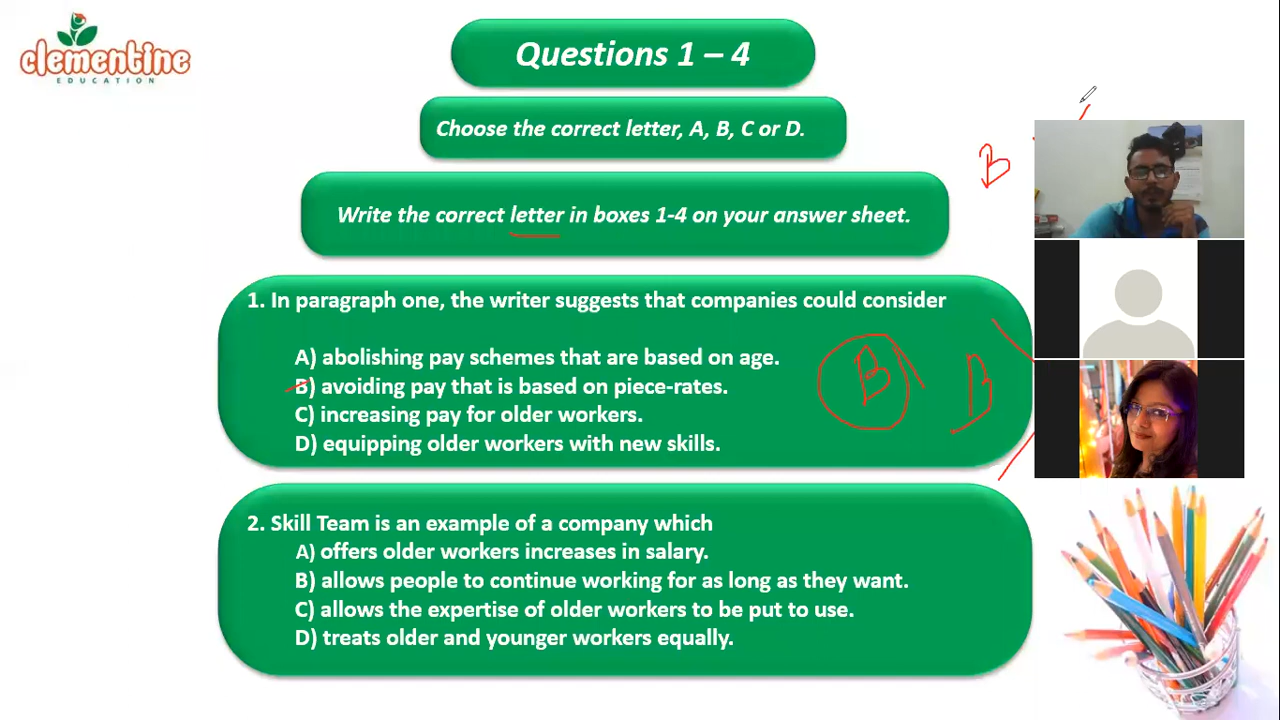 clementine
EDUCATION
Questions 1 – 4
Choose the correct letter, A, B, C or D.
B
Write the correct letter in boxes 1-4 on your answer sheet.
1. In paragraph one, the writer suggests that companies could consider
A) abolishing pay schemes that are based on age.
B) avoiding pay that is based on piece-rates.
C) increasing pay for older workers.
D) equipping older workers with new skills.
B
B
2. Skill Team is an example of a company which
A) offers older workers increases in salary.
B) allows people to continue working for as long as they want.
C) allows the expertise of older workers to be put to use.
D) treats older and younger workers equally.